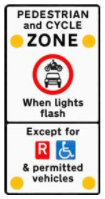 PEDESTRIAN
and CYCLE
ZONE
When lights
flash
Except for
R
& permitted
vehicles